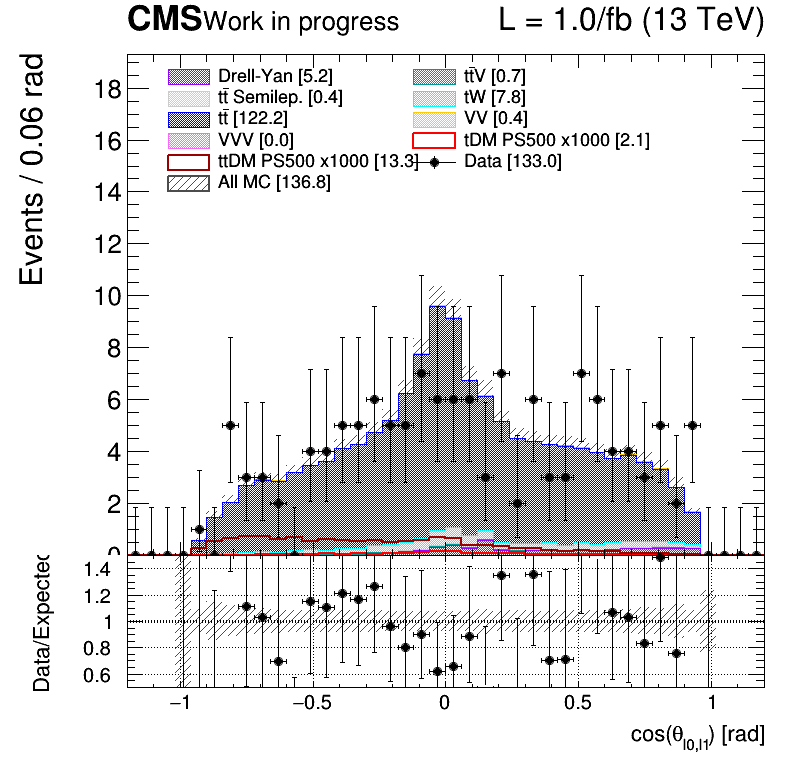 CMS Work in progress L = 1.0/fb (13 TeV)
Events / 0.06 rad
Drell-Yan [5.2] tt̄V [0.7]
tt̄ Semilep. [0.4] tW [7.8]
tt̄ [122.2] VV [0.4]
VVV [0.0] tDM PS500 x1000 [2.1]
ttDM PS500 x1000 [13.3] Data [133.0]
All MC [136.8]
18
16
14
12
10
8
6
4
2
0
Data/Expected
1.4
1.2
1
0.8
0.6
−1 −0.5 0 0.5 1
cos(θl0,l1) [rad]